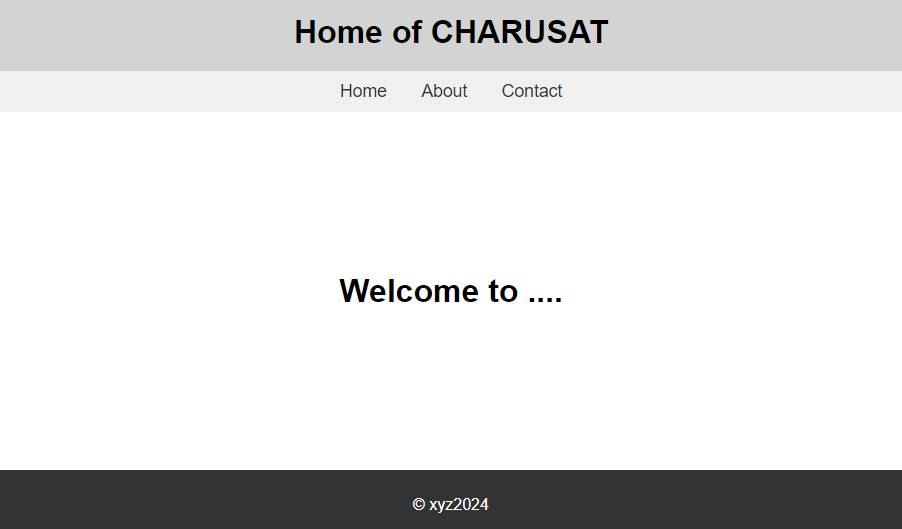 Home of CHARUSAT
Home About Contact
Welcome to ....
© xyz2024